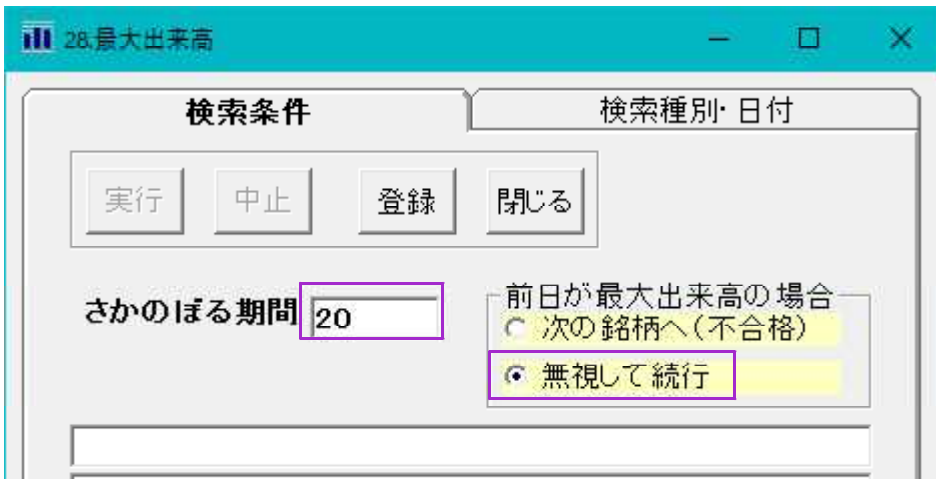 28.最大出来高
検索条件
検索種別・日付
実行 中止 登録 閉じる
さかのぼる期間 20
前日が最大出来高の場合
次の銘柄へ(不合格)
無視して続行